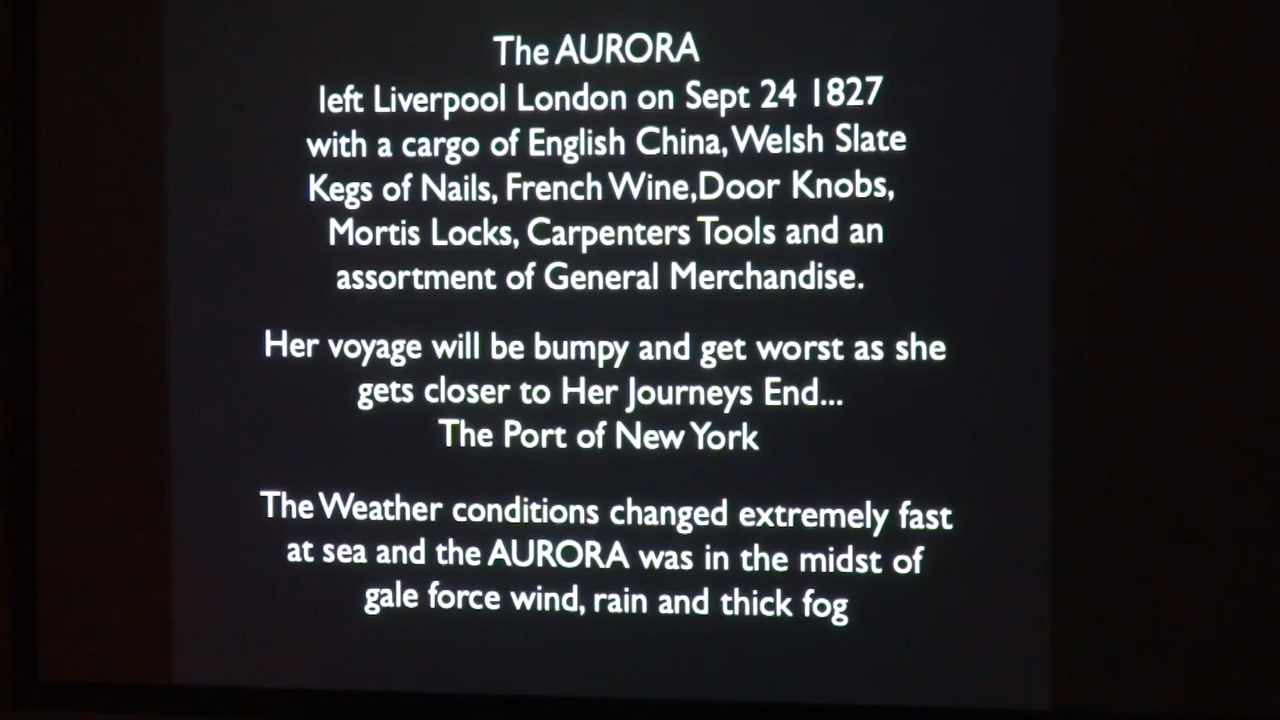 The AURORA
left Liverpool London on Sept 24 1827
with a cargo of English China, Welsh Slate
Kegs of Nails, French Wine,Door Knobs,
Mortis Locks, Carpenters Tools and an
assortment of General Merchandise.
Her voyage will be bumpy and get worst as she
gets closer to Her Journeys End...
The Port of New York
The Weather conditions changed extremely fast
at sea and the AURORA was in the midst of
gale force wind, rain and thick fog